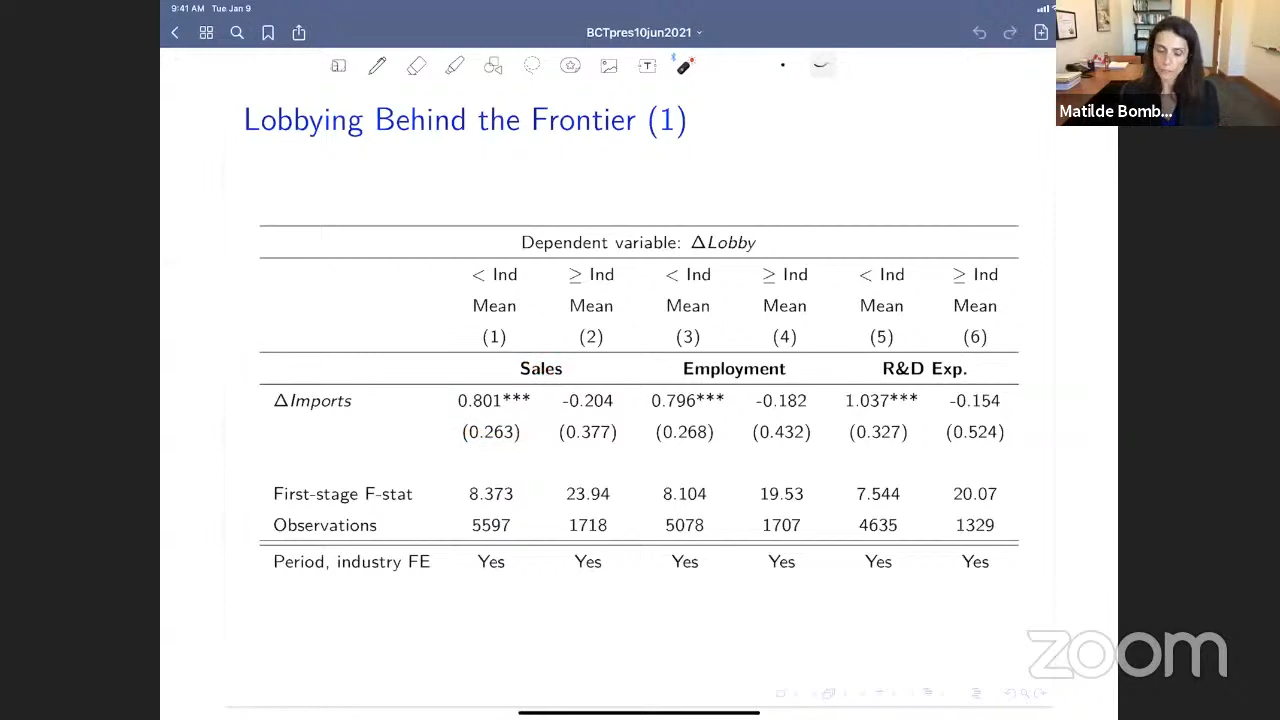 9:41 AM Tue Jan 9
BCTpres10jun2021
T
Matilde Bomb...
Lobbying Behind the Frontier (1)
Dependent variable: ΔLobby
< Ind ≥ Ind < Ind ≥ Ind < Ind ≥ Ind
Mean Mean Mean Mean Mean Mean
(1) (2) (3) (4) (5) (6)
Sales Employment R&D Exp.
ΔImports 0.801*** -0.204 0.796*** -0.182 1.037*** -0.154
(0.263) (0.377) (0.268) (0.432) (0.327) (0.524)
First-stage F-stat 8.373 23.94 8.104 19.53 7.544 20.07
Observations 5597 1718 5078 1707 4635 1329
Period, industry FE Yes Yes Yes Yes Yes Yes
zoom